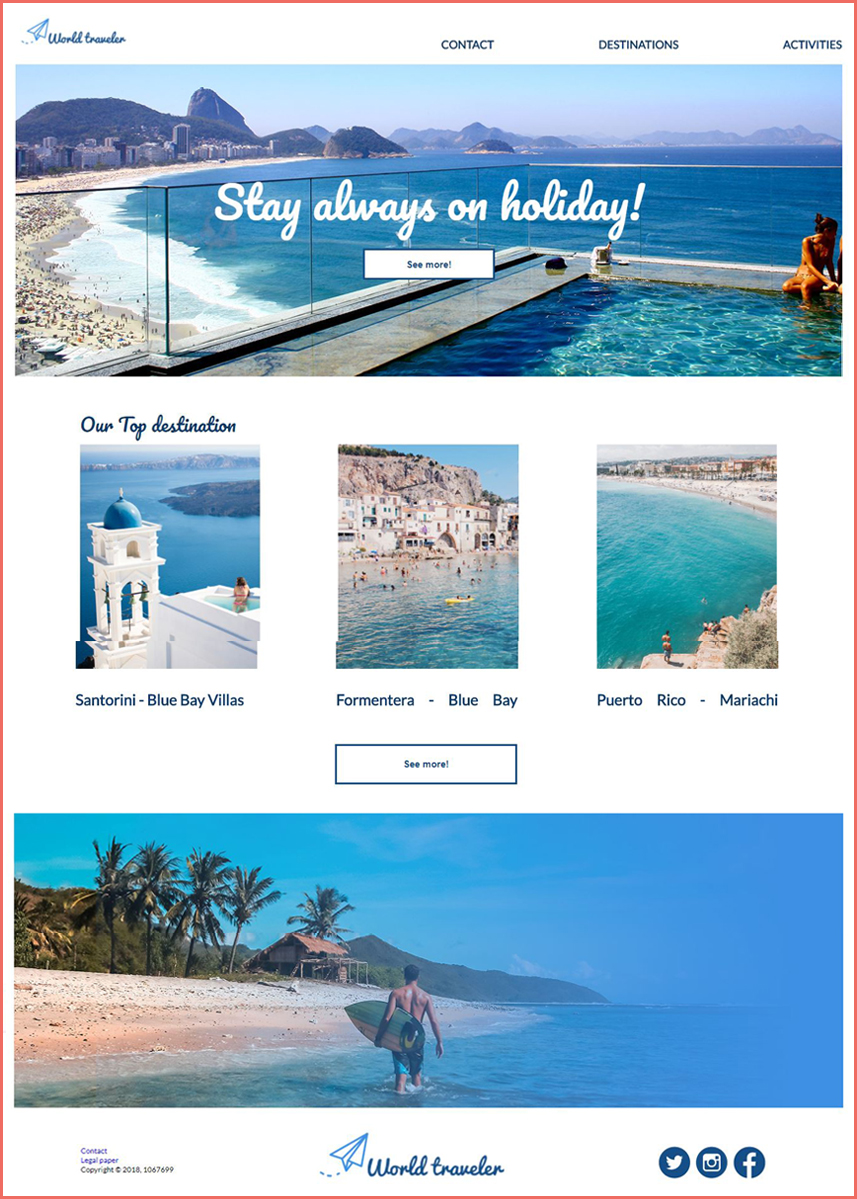 World traveler
CONTACT DESTINATIONS ACTIVITIES
Stay always on holiday!
See more!
Our Top destination
Santorini - Blue Bay Villas
Formentera - Blue Bay
Puerto Rico - Mariachi
See more!
Contact
Legal paper
Copyright © 2018, 1067699
World traveler